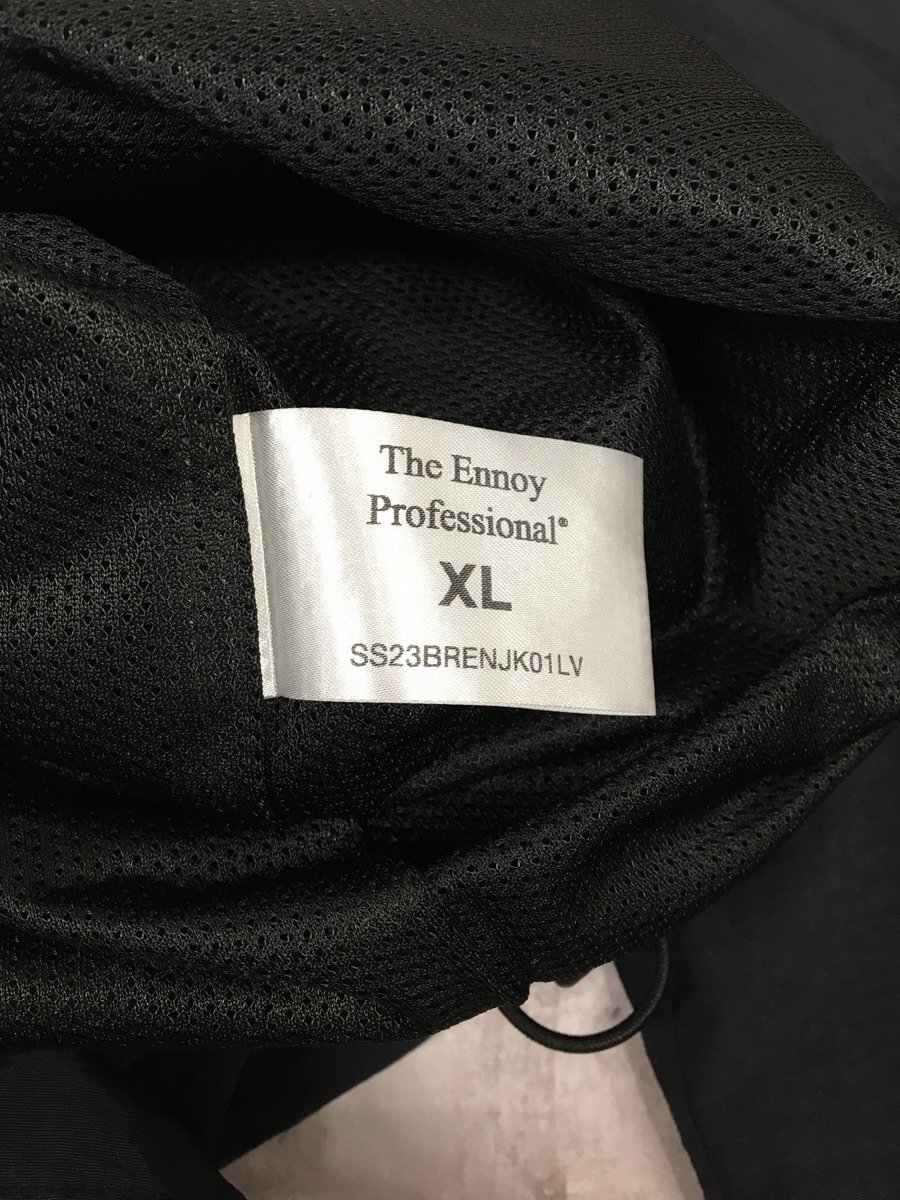 The Ennoy
Professional®
XL
SS23BRENJK01LV